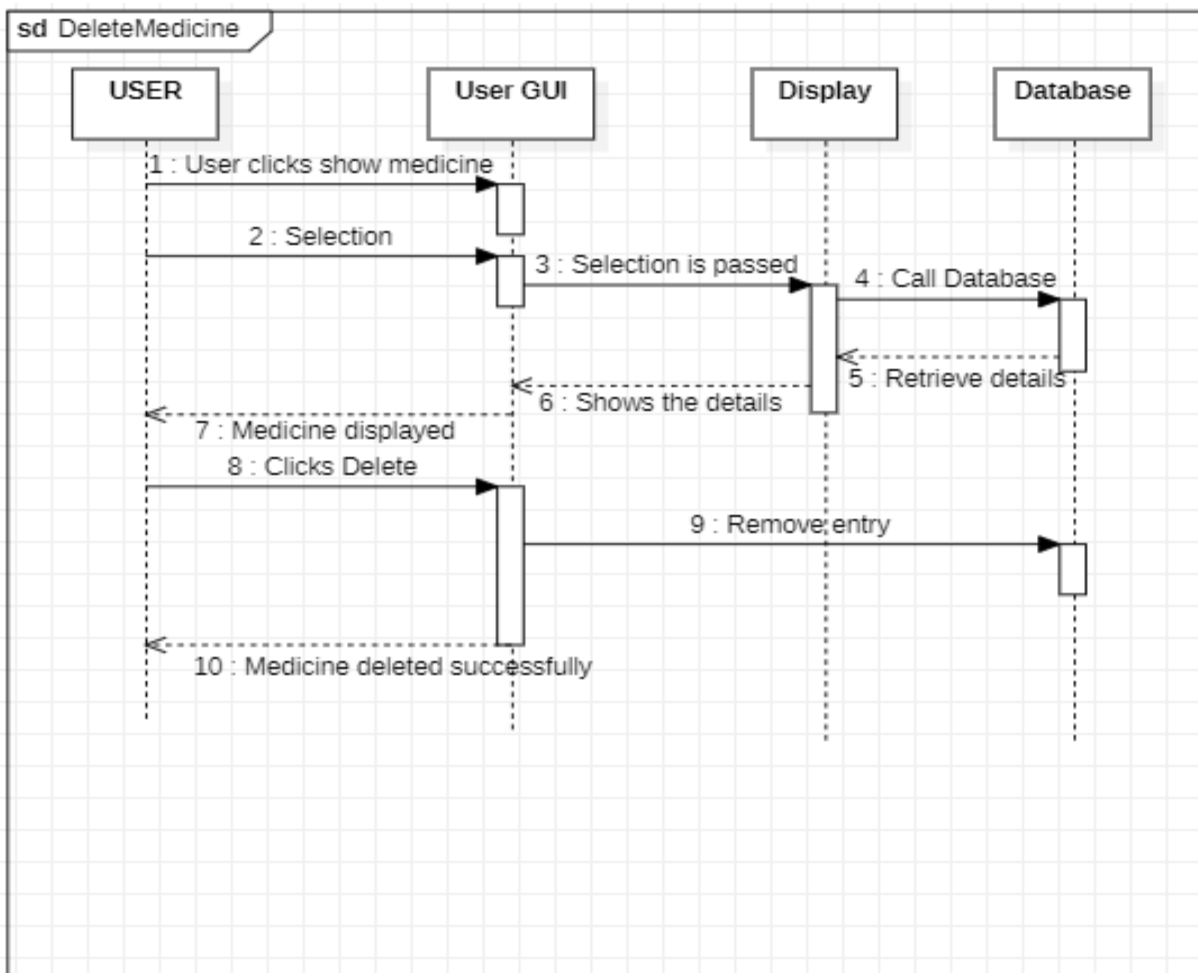 sd DeleteMedicine
USER
User GUI
Display
Database
1 : User clicks show medicine
2 : Selection
3 : Selection is passed
4 : Call Database
5 : Retrieve details
6 : Shows the details
7 : Medicine displayed
8 : Clicks Delete
9 : Remove entry
10 : Medicine deleted successfully